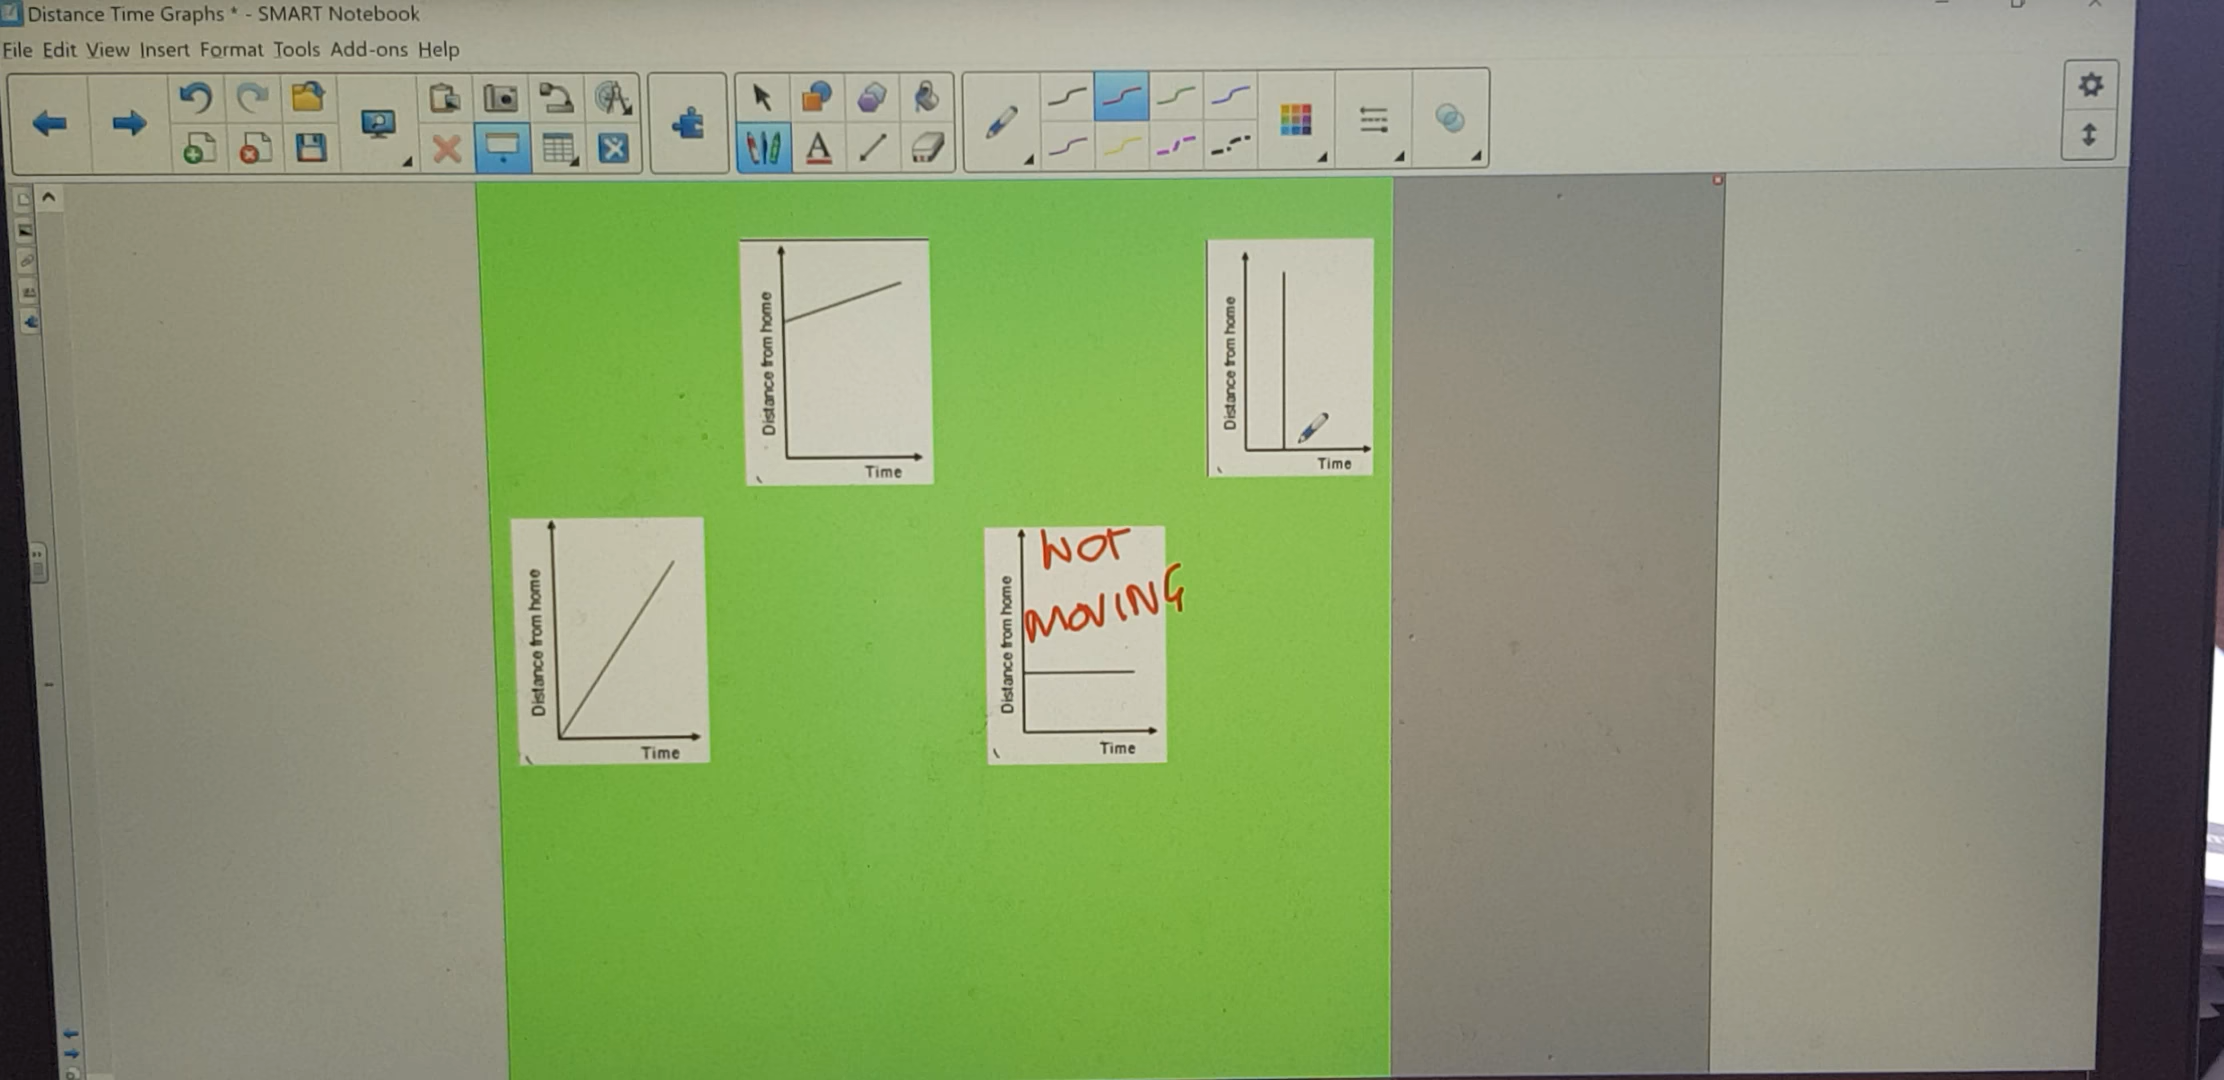 Distance Time Graphs * - SMART Notebook
File Edit View Insert Format Tools Add-ons Help
Distance from home
Time
Distance from home
Time
Distance from home
Time
NOT
MOVING
Distance from home
Time